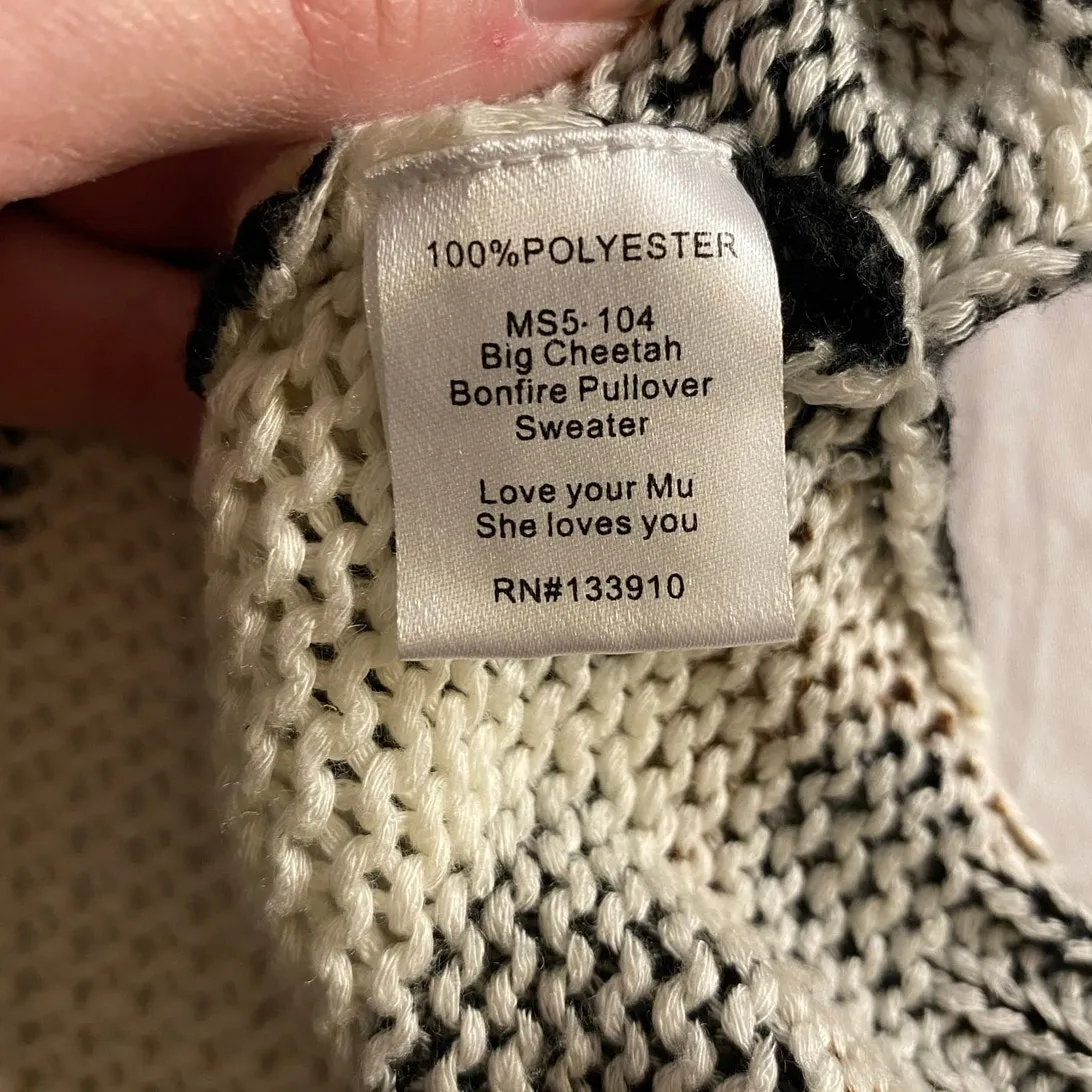 100%POLYESTER
MS5-104
Big Cheetah
Bonfire Pullover
Sweater
Love your Mu
She loves you
RN#133910